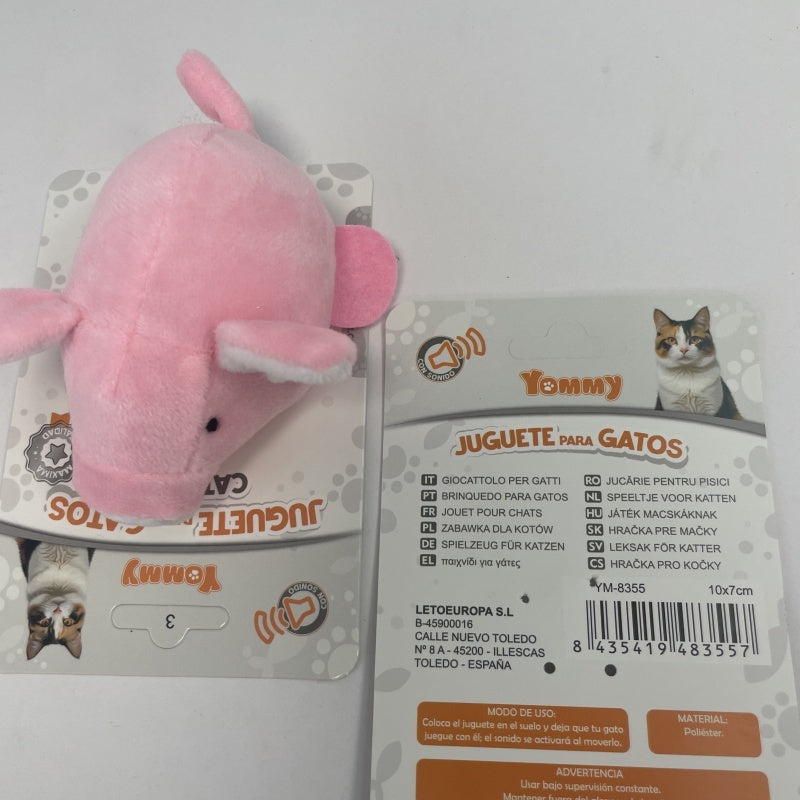 CON SONIDO
Yommy
JUGUETE PARA GATOS
IT GIOCATTOLO PER GATTI
PT BRINQUEDO PARA GATOS
FR JOUET POUR CHATS
PL ZABAWKA DLA KOTÓW
DE SPIELZEUG FÜR KATZEN
EL παιχνίδι για γάτες
RO JUCĂRIE PENTRU PISICI
NL SPEELTJE VOOR KATTEN
HU JÁTÉK MACSKÁKNAK
SK HRAČKA PRE MAČKY
SV LEKSAK FÖR KATTER
CS HRAČKA PRO KOČKY
YM-8355 10x7cm
8 435419 483557
LETOEUROPA S.L
B-45900016
CALLE NUEVO TOLEDO
Nº 8 A - 45200 - ILLESCAS
TOLEDO - ESPAÑA
MODO DE USO:
Coloca el juguete en el suelo y deja que tu gato
juegue con él; el sonido se activará al moverlo.
MATERIAL:
Poliéster.
ADVERTENCIA
Usar bajo supervisión constante.
Mantener fuera del
CON SONIDO
3
Yommy
JUGUETE GATOS
MÁXIMA
CALIDAD